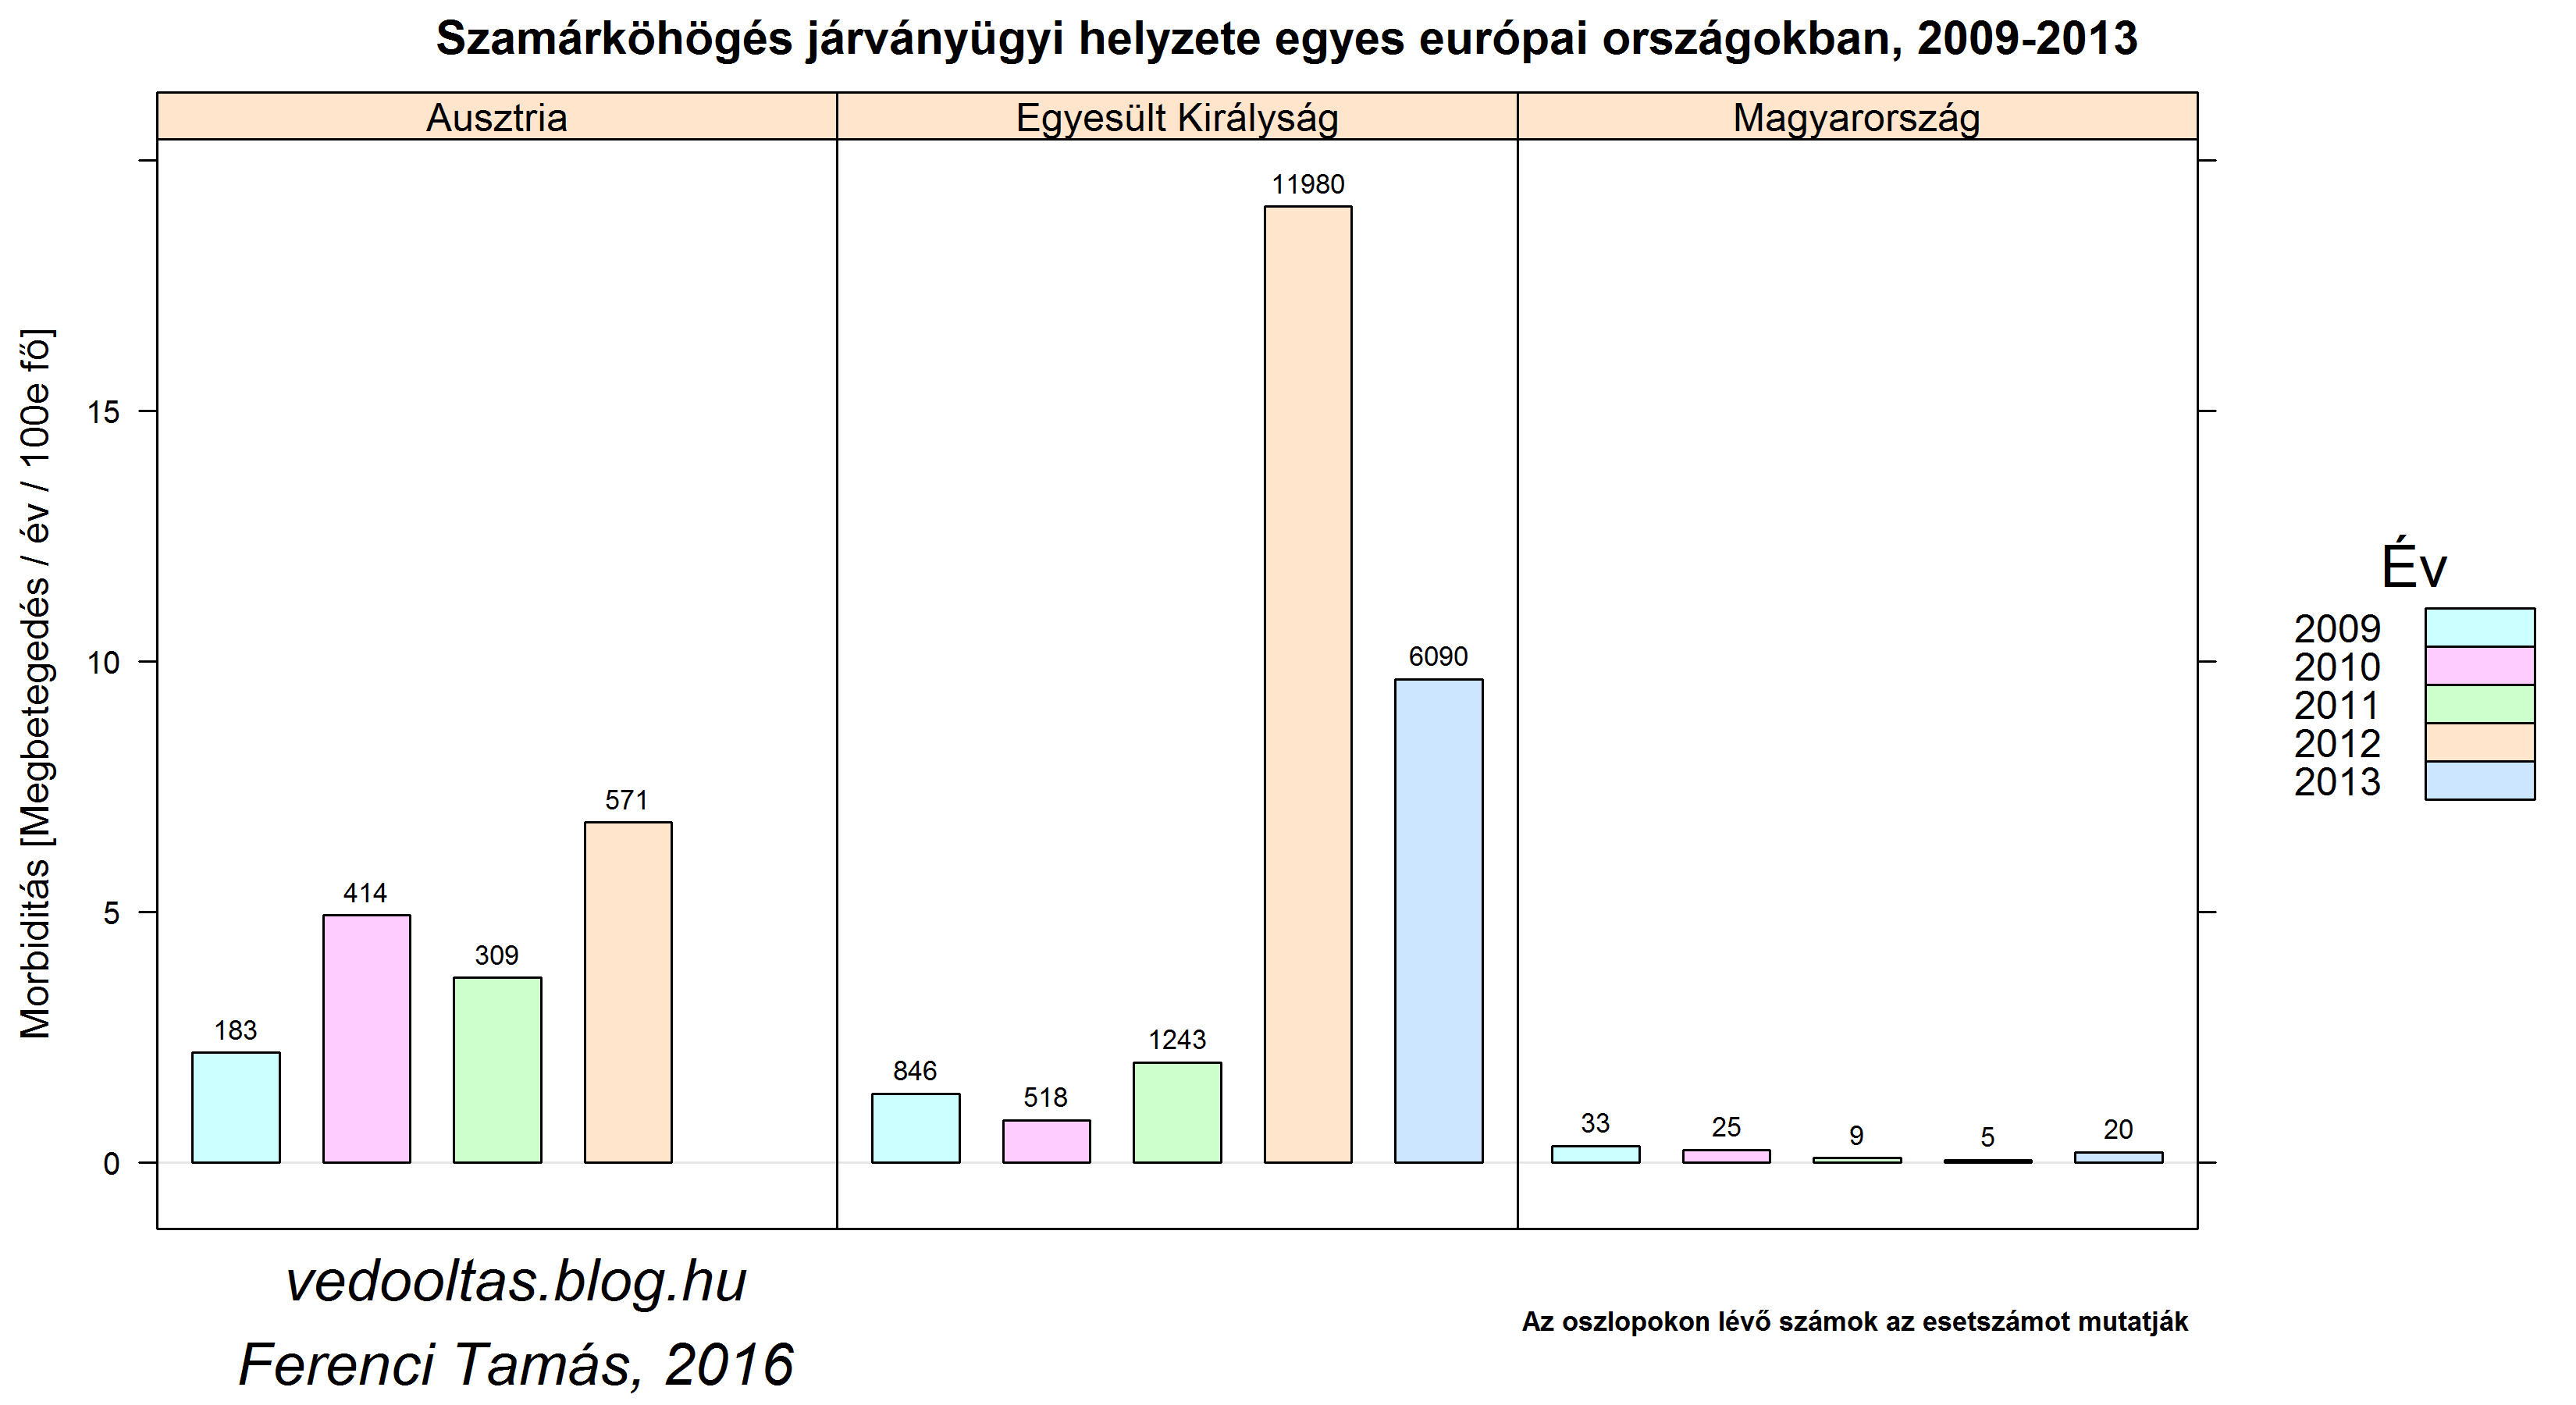 Szamárköhögés járványügyi helyzete egyes európai országokban, 2009-2013
Ausztria
Egyesült Királyság
Magyarország
Morbiditás [Megbetegedés / év / 100e fő]
15
10
5
0
183
414
309
571
846
518
1243
11980
6090
33
25
9
5
20
Év
2009
2010
2011
2012
2013
vedooltas.blog.hu
Ferenci Tamás, 2016
Az oszlopokon lévő számok az esetszámot mutatják